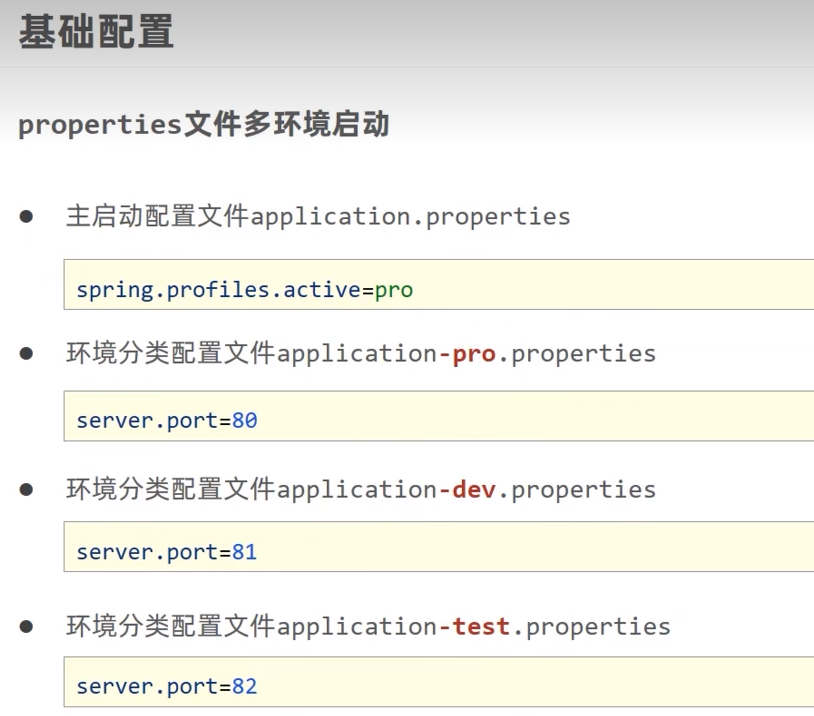 基础配置
properties文件多环境启动
● 主启动配置文件application.properties
spring.profiles.active=pro
● 环境分类配置文件application-pro.properties
server.port=80
● 环境分类配置文件application-dev.properties
server.port=81
● 环境分类配置文件application-test.properties
server.port=82